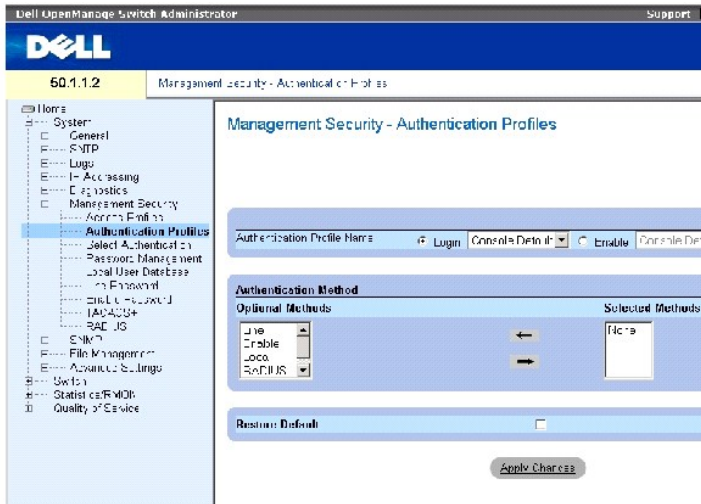 Dell OpenManage Switch Administrator
Support
DELL
50.1.1.2
Management Security - Authentication Profiles
Home
System
General
SNTP
Logs
IP Addressing
Diagnostics
Management Security
Access Profiles
Authentication Profiles
Select Authentication
Password Management
Local User Database
Line Password
Enable Password
TACACS+
RADIUS
SNMP
File Management
Advanced Settings
Switch
Statistics/RMON
Quality of Service
Management Security - Authentication Profiles
Authentication Profile Name
Login
Console Default
Enable
Console De
Authentication Method
Optional Methods
Selected Methods
Line
Enable
Local
RADIUS
None
Restore Default
Apply Changes